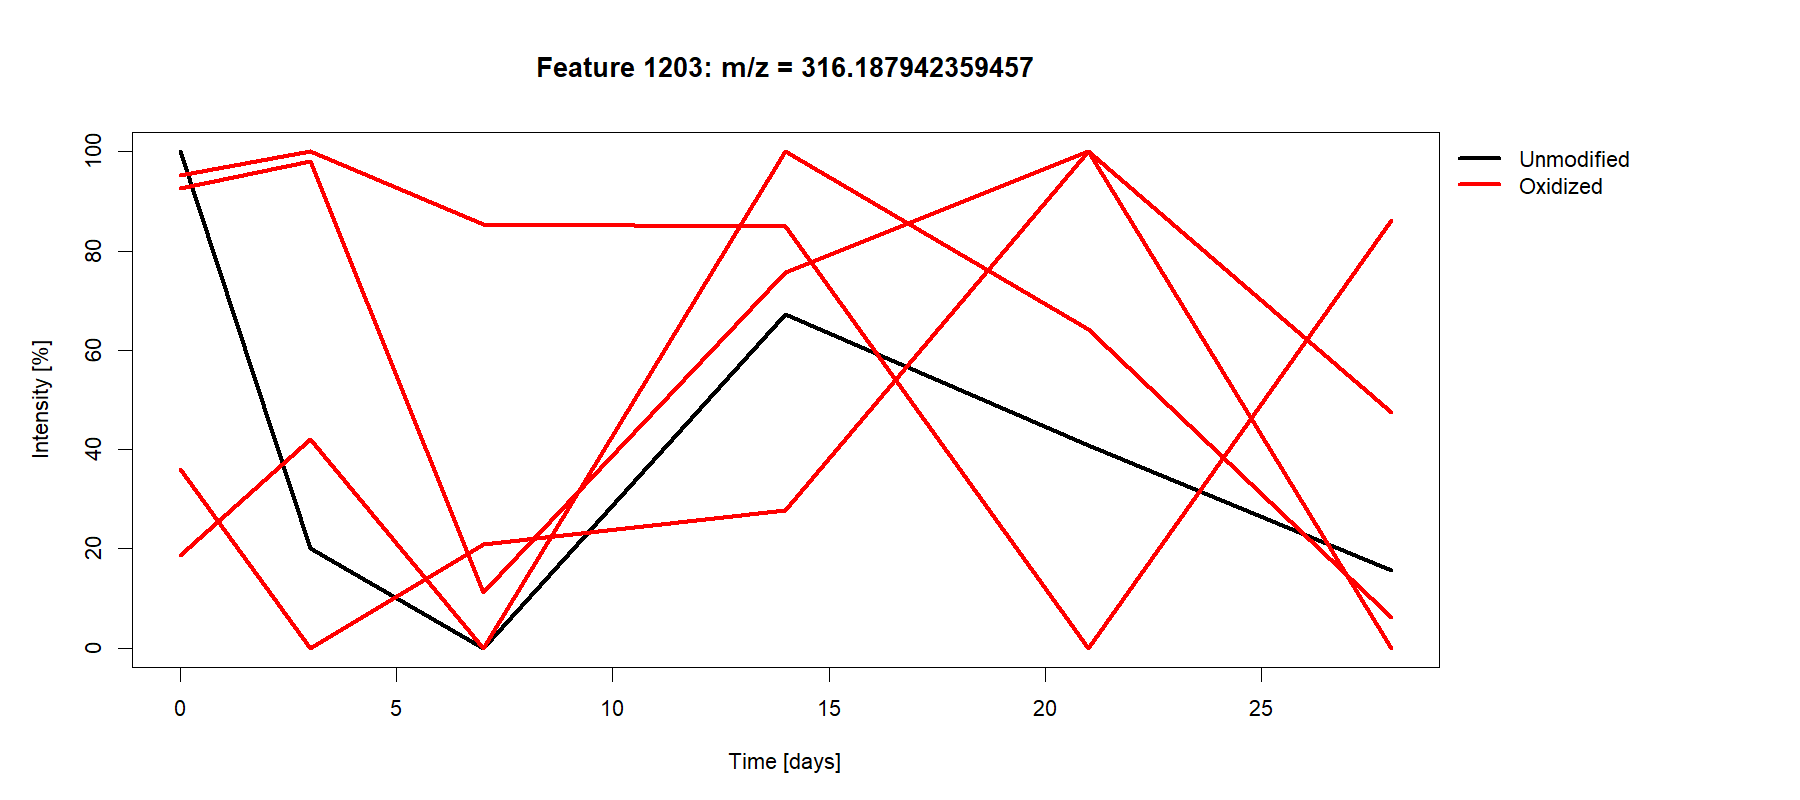 Feature 1203: m/z = 316.187942359457
Unmodified
Oxidized
100
80
60
40
20
0
Intensity [%]
0 5 10 15 20 25
Time [days]